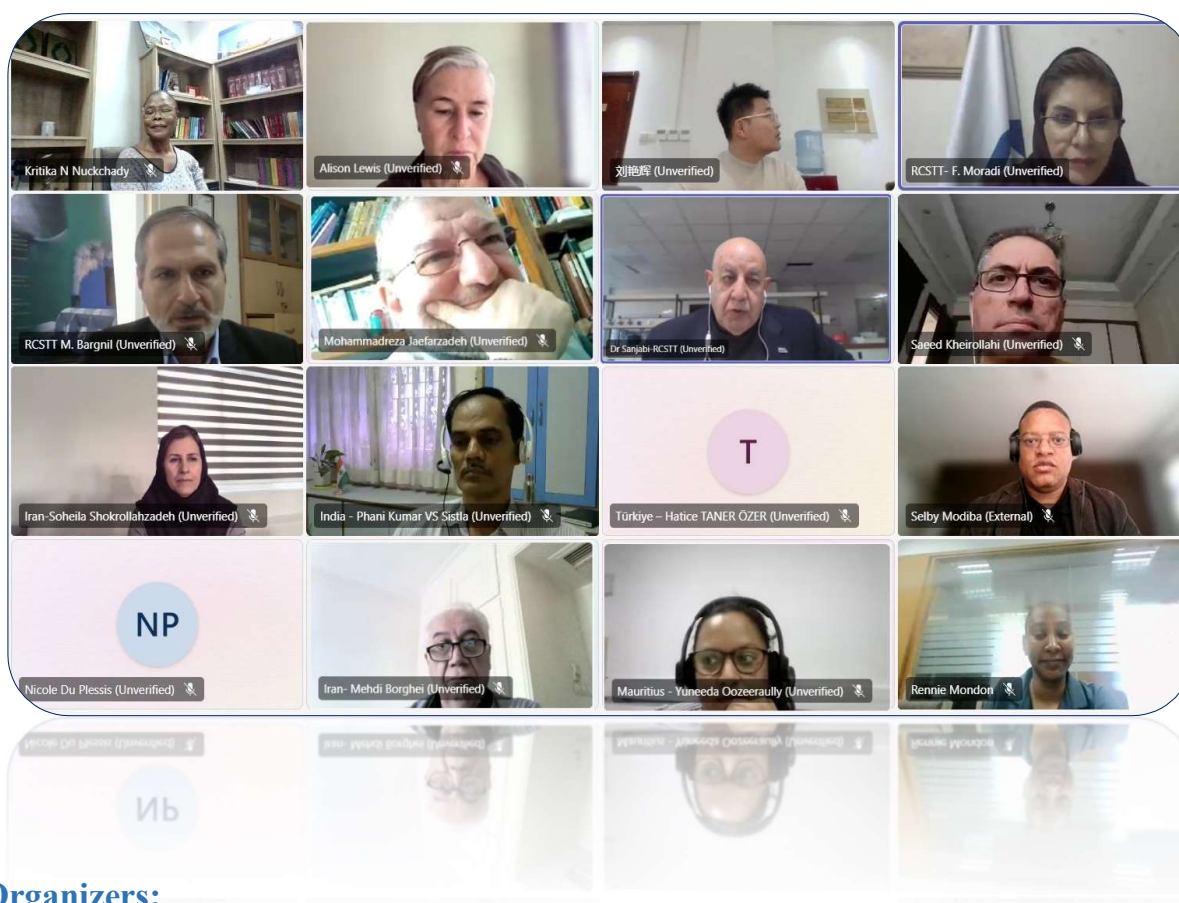 Kritika N Nuckchady
Alison Lewis (Unverified)
刘艳辉 (Unverified)
RCSTT- F. Moradi (Unverified)
RCSTT M. Bargnil (Unverified)
Mohammadreza Jaefarzadeh (Unverified)
Dr Sanjabi-RCSTT (Unverified)
Saeed Kheirollahi (Unverified)
Iran-Soheila Shokrollahzadeh (Unverified)
India - Phani Kumar VS Sistla (Unverified)
T
Türkiye – Hatice TANER ÖZER (Unverified)
Selby Modiba (External)
NP
Nicole Du Plessis (Unverified)
Iran- Mehdi Borghei (Unverified)
Mauritius - Yuneeda Oozeeraully (Unverified)
Rennie Mondon
Organizers: